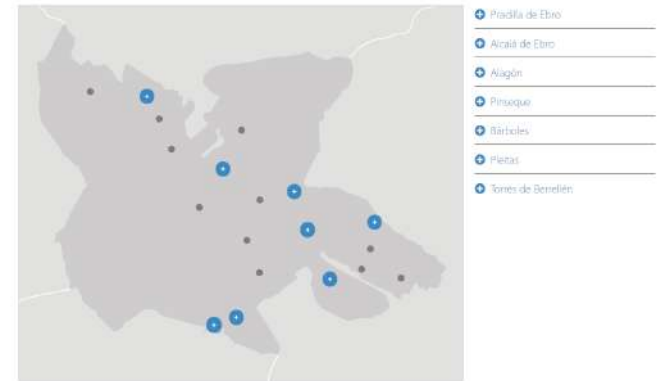 Pradilla de Ebro
Alcalá de Ebro
Alagón
Pinseque
Bárboles
Pleitas
Torres de Berrellén